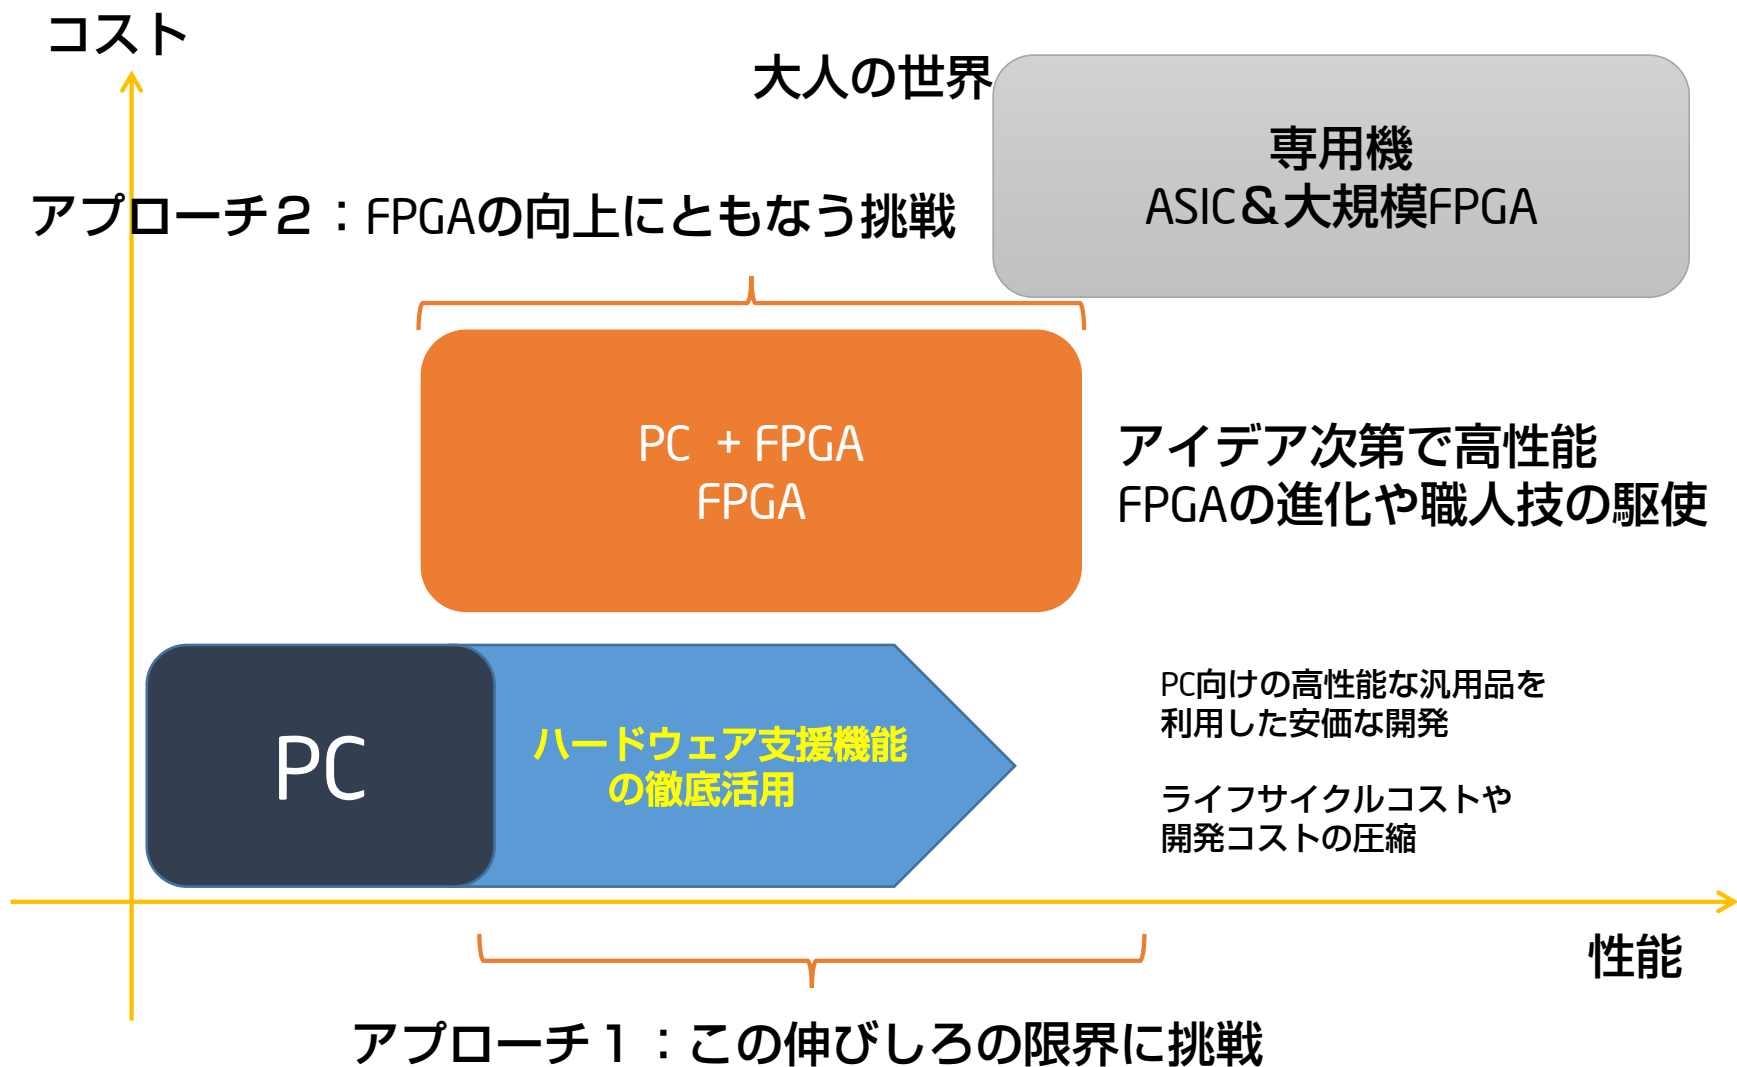 コスト
大人の世界
専用機
ASIC＆大規模FPGA
アプローチ２：FPGAの向上にともなう挑戦
PC + FPGA
FPGA
アイデア次第で高性能
FPGAの進化や職人技の駆使
PC
ハードウェア支援機能
の徹底活用
PC向けの高性能な汎用品を
利用した安価な開発
ライフサイクルコストや
開発コストの圧縮
性能
アプローチ１：この伸びしろの限界に挑戦